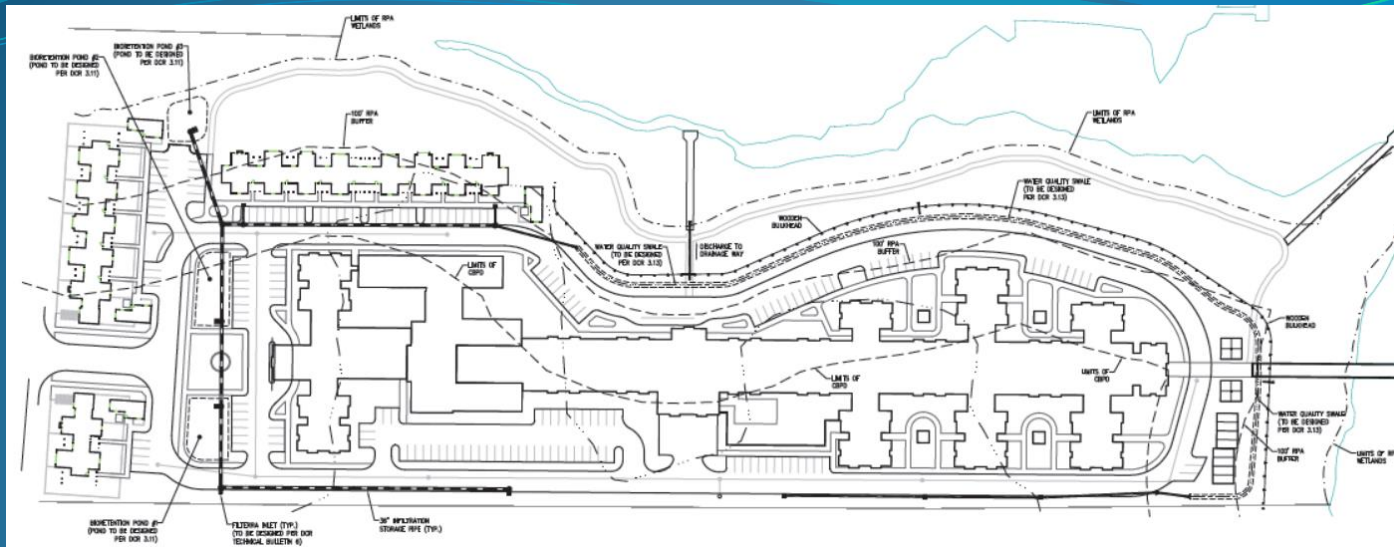 LIMITS OF RPA
WETLANDS
BIORETENTION POND #3
(POND TO BE DESIGNED
PER DCR 3.11)
BIORETENTION POND #2
(POND TO BE DESIGNED
PER DCR 3.11)
100' RPA
BUFFER
LIMITS OF RPA
WETLANDS
WATER QUALITY SWALE
(TO BE DESIGNED
PER DCR 3.13)
WOODEN
BULKHEAD
WATER QUALITY SWALE
(TO BE DESIGNED
PER DCR 3.13)
DISCHARGE TO
DRAINAGE WAY
100' RPA
BUFFER
LIMITS OF
CBPO
WOODEN
BULKHEAD
LIMITS OF
CBPO
LIMITS OF
CBPO
WATER QUALITY SWALE
(TO BE DESIGNED
PER DCR 3.13)
100' RPA
BUFFER
LIMITS OF RP
WETLANDS
BIORETENTION POND #1
(POND TO BE DESIGNED
PER DCR 3.11)
FILTERRA INLET (TYP.)
(TO BE DESIGNED PER DCR
TECHNICAL BULLETIN 6)
36" INFILTRATION
STORAGE PIPE (TYP.)